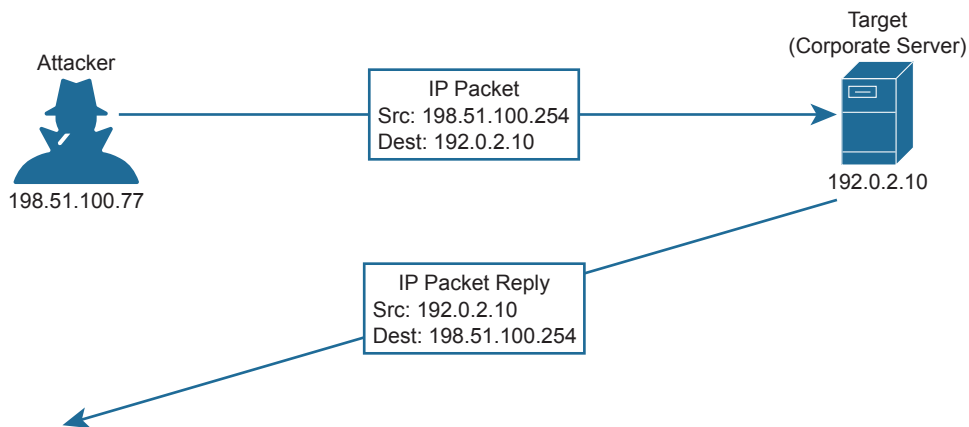 Attacker
198.51.100.77
IP Packet
Src: 198.51.100.254
Dest: 192.0.2.10
Target
(Corporate Server)
192.0.2.10
IP Packet Reply
Src: 192.0.2.10
Dest: 198.51.100.254